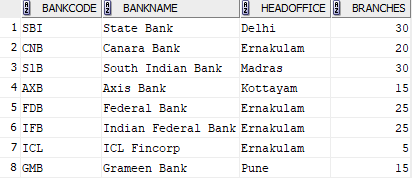 BANKCODE BANKNAME HEADOFFICE BRANCHES
1 SBI State Bank Delhi 30
2 CNB Canara Bank Ernakulam 20
3 S1B South Indian Bank Madras 30
4 AXB Axis Bank Kottayam 15
5 FDB Federal Bank Ernakulam 25
6 IFB Indian Federal Bank Ernakulam 25
7 ICL ICL Fincorp Ernakulam 5
8 GMB Grameen Bank Pune 15